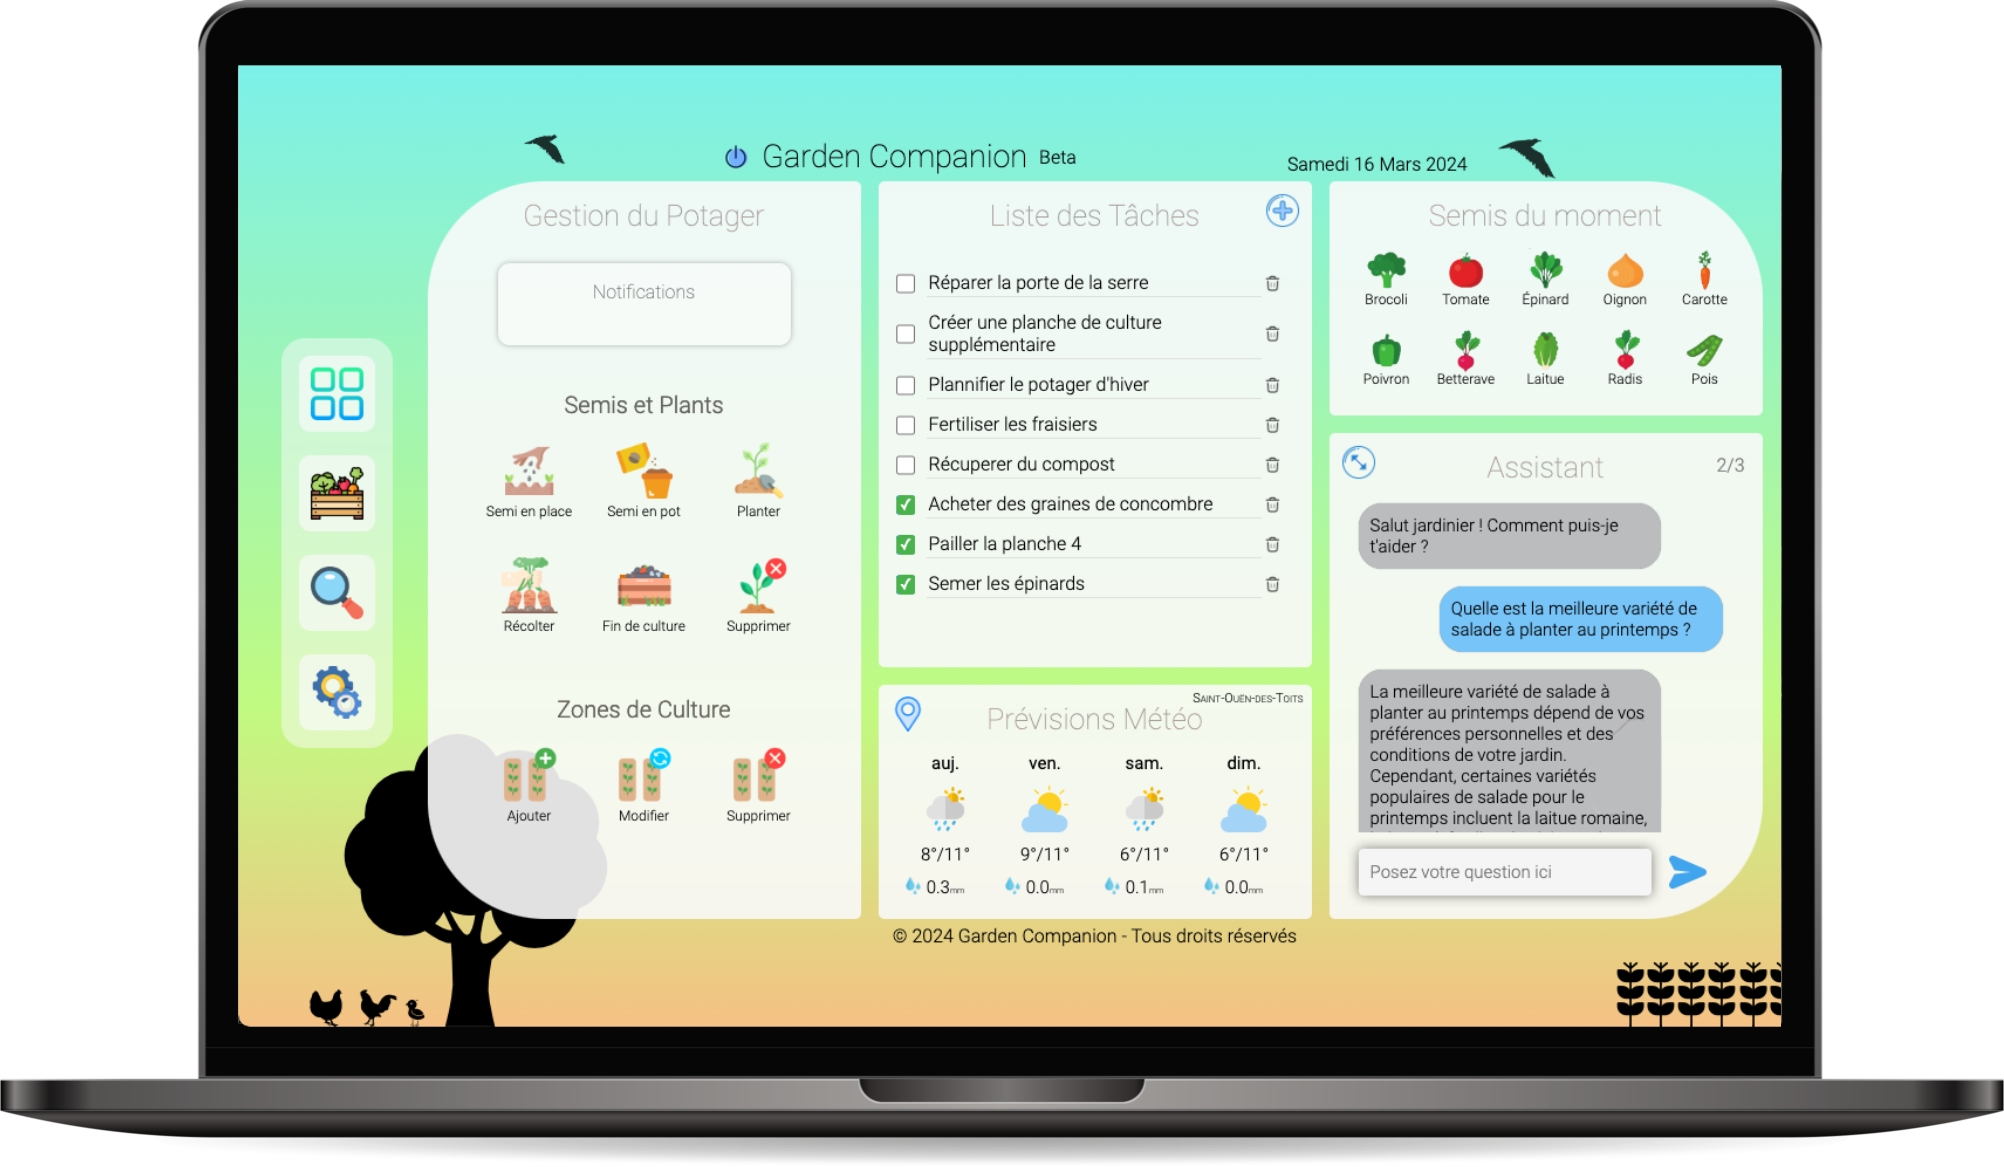 Garden Companion Beta
Samedi 16 Mars 2024
Gestion du Potager
Notifications
Semis et Plants
Semi en place
Semi en pot
Planter
Récolter
Fin de culture
Supprimer
Zones de Culture
Ajouter
Modifier
Supprimer
Liste des Tâches
Réparer la porte de la serre
Créer une planche de culture
supplémentaire
Plannifier le potager d'hiver
Fertiliser les fraisiers
Récuperer du compost
Acheter des graines de concombre
Pailler la planche 4
Semer les épinards
Saint-Ouën-des-Toits
Prévisions Météo
auj. ven. sam. dim.
8°/11° 9°/11° 6°/11° 6°/11°
0.3mm 0.0mm 0.1mm 0.0mm
Semis du moment
Brocoli Tomate Épinard Oignon Carotte
Poivron Betterave Laitue Radis Pois
Assistant 2/3
Salut jardinier ! Comment puis-je
t'aider ?
Quelle est la meilleure variété de
salade à planter au printemps ?
La meilleure variété de salade à
planter au printemps dépend de vos
préférences personnelles et des
conditions de votre jardin.
Cependant, certaines variétés
populaires de salade pour le
printemps incluent la laitue romaine,
Posez votre question ici
© 2024 Garden Companion - Tous droits réservés